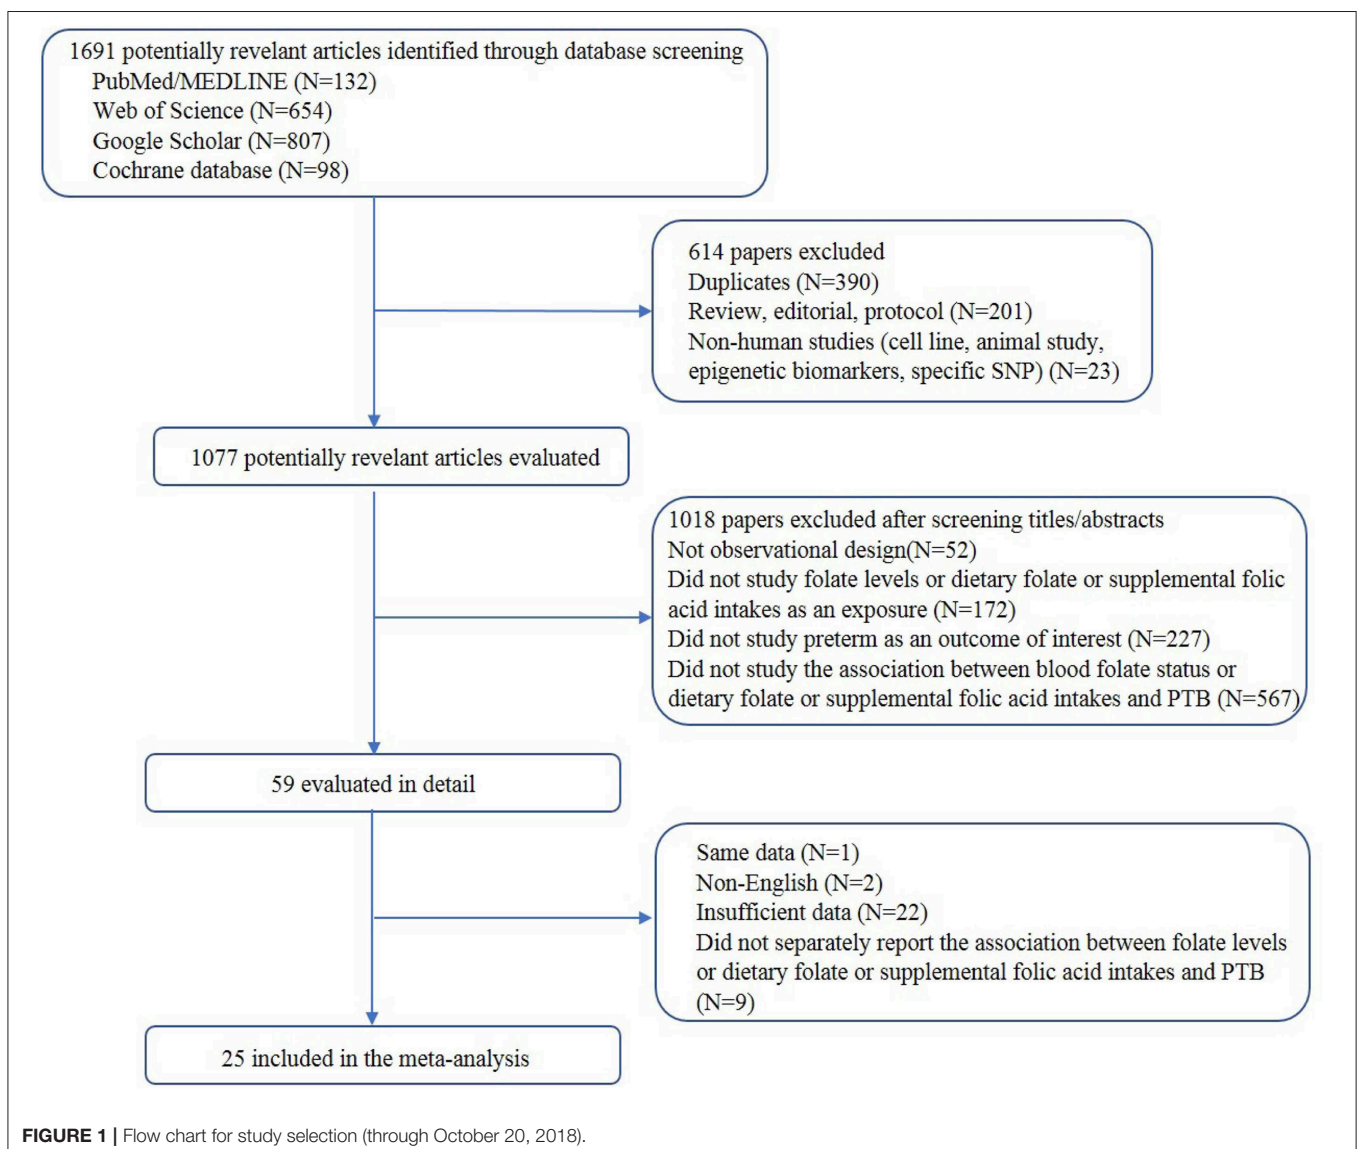 1691 potentially revelant articles identified through database screening
PubMed/MEDLINE (N=132)
Web of Science (N=654)
Google Scholar (N=807)
Cochrane database (N=98)
614 papers excluded
Duplicates (N=390)
Review, editorial, protocol (N=201)
Non-human studies (cell line, animal study,
epigenetic biomarkers, specific SNP) (N=23)
1077 potentially revelant articles evaluated
1018 papers excluded after screening titles/abstracts
Not observational design(N=52)
Did not study folate levels or dietary folate or supplemental folic
acid intakes as an exposure (N=172)
Did not study preterm as an outcome of interest (N=227)
Did not study the association between blood folate status or
dietary folate or supplemental folic acid intakes and PTB (N=567)
59 evaluated in detail
Same data (N=1)
Non-English (N=2)
Insufficient data (N=22)
Did not separately report the association between folate levels
or dietary folate or supplemental folic acid intakes and PTB
(N=9)
25 included in the meta-analysis
FIGURE 1 | Flow chart for study selection (through October 20, 2018).